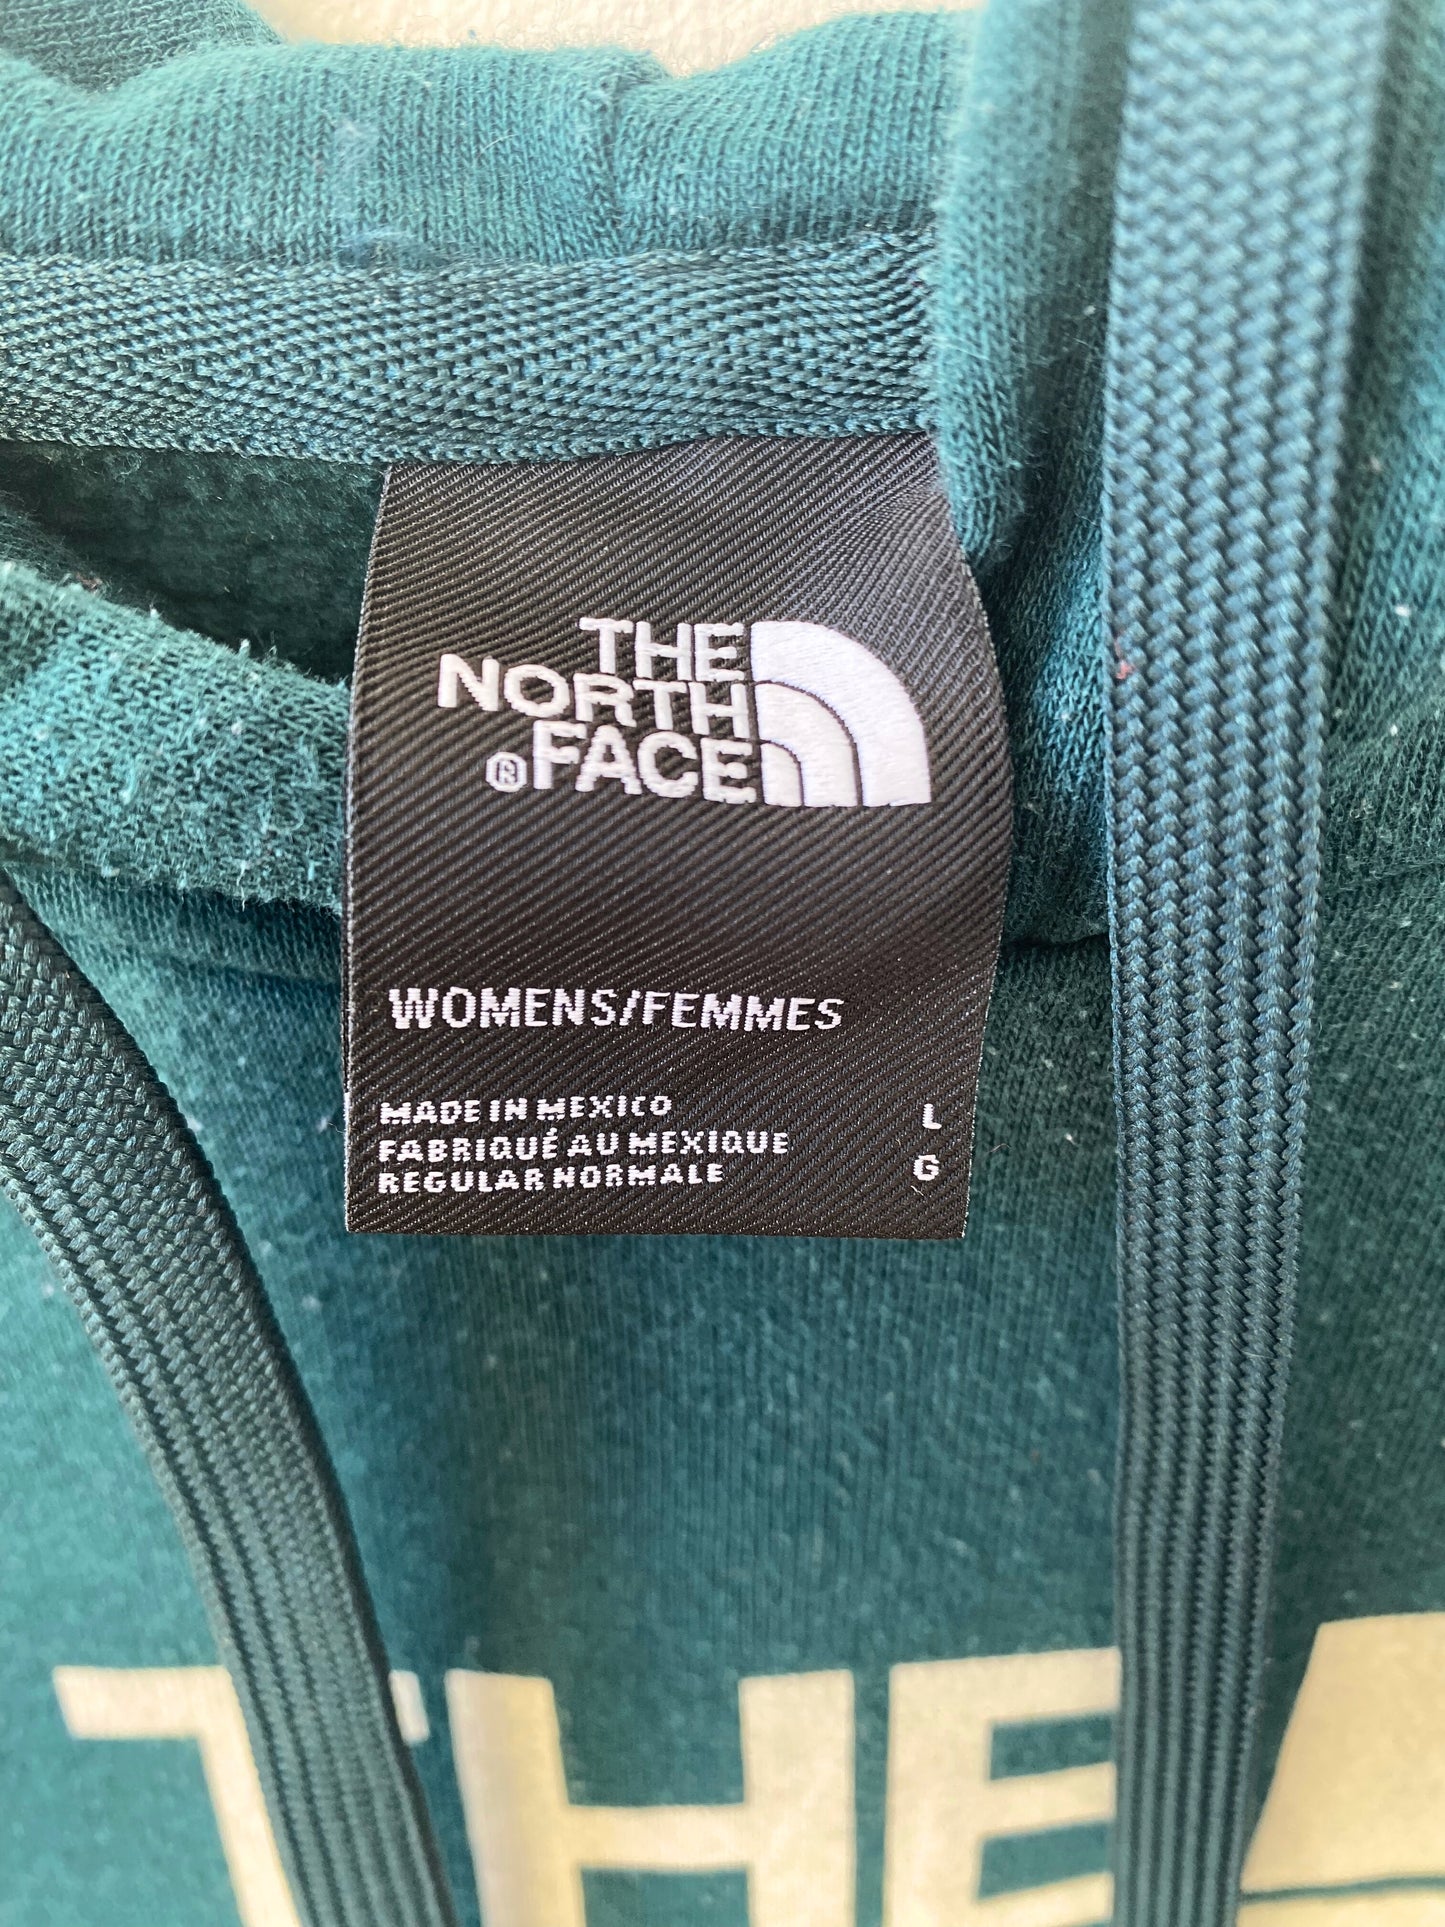 THE
NORTH
®FACE
WOMENS/FEMMES
MADE IN MEXICO L
FABRIQUÉ AU MEXIQUE G
REGULAR NORMALE
THE